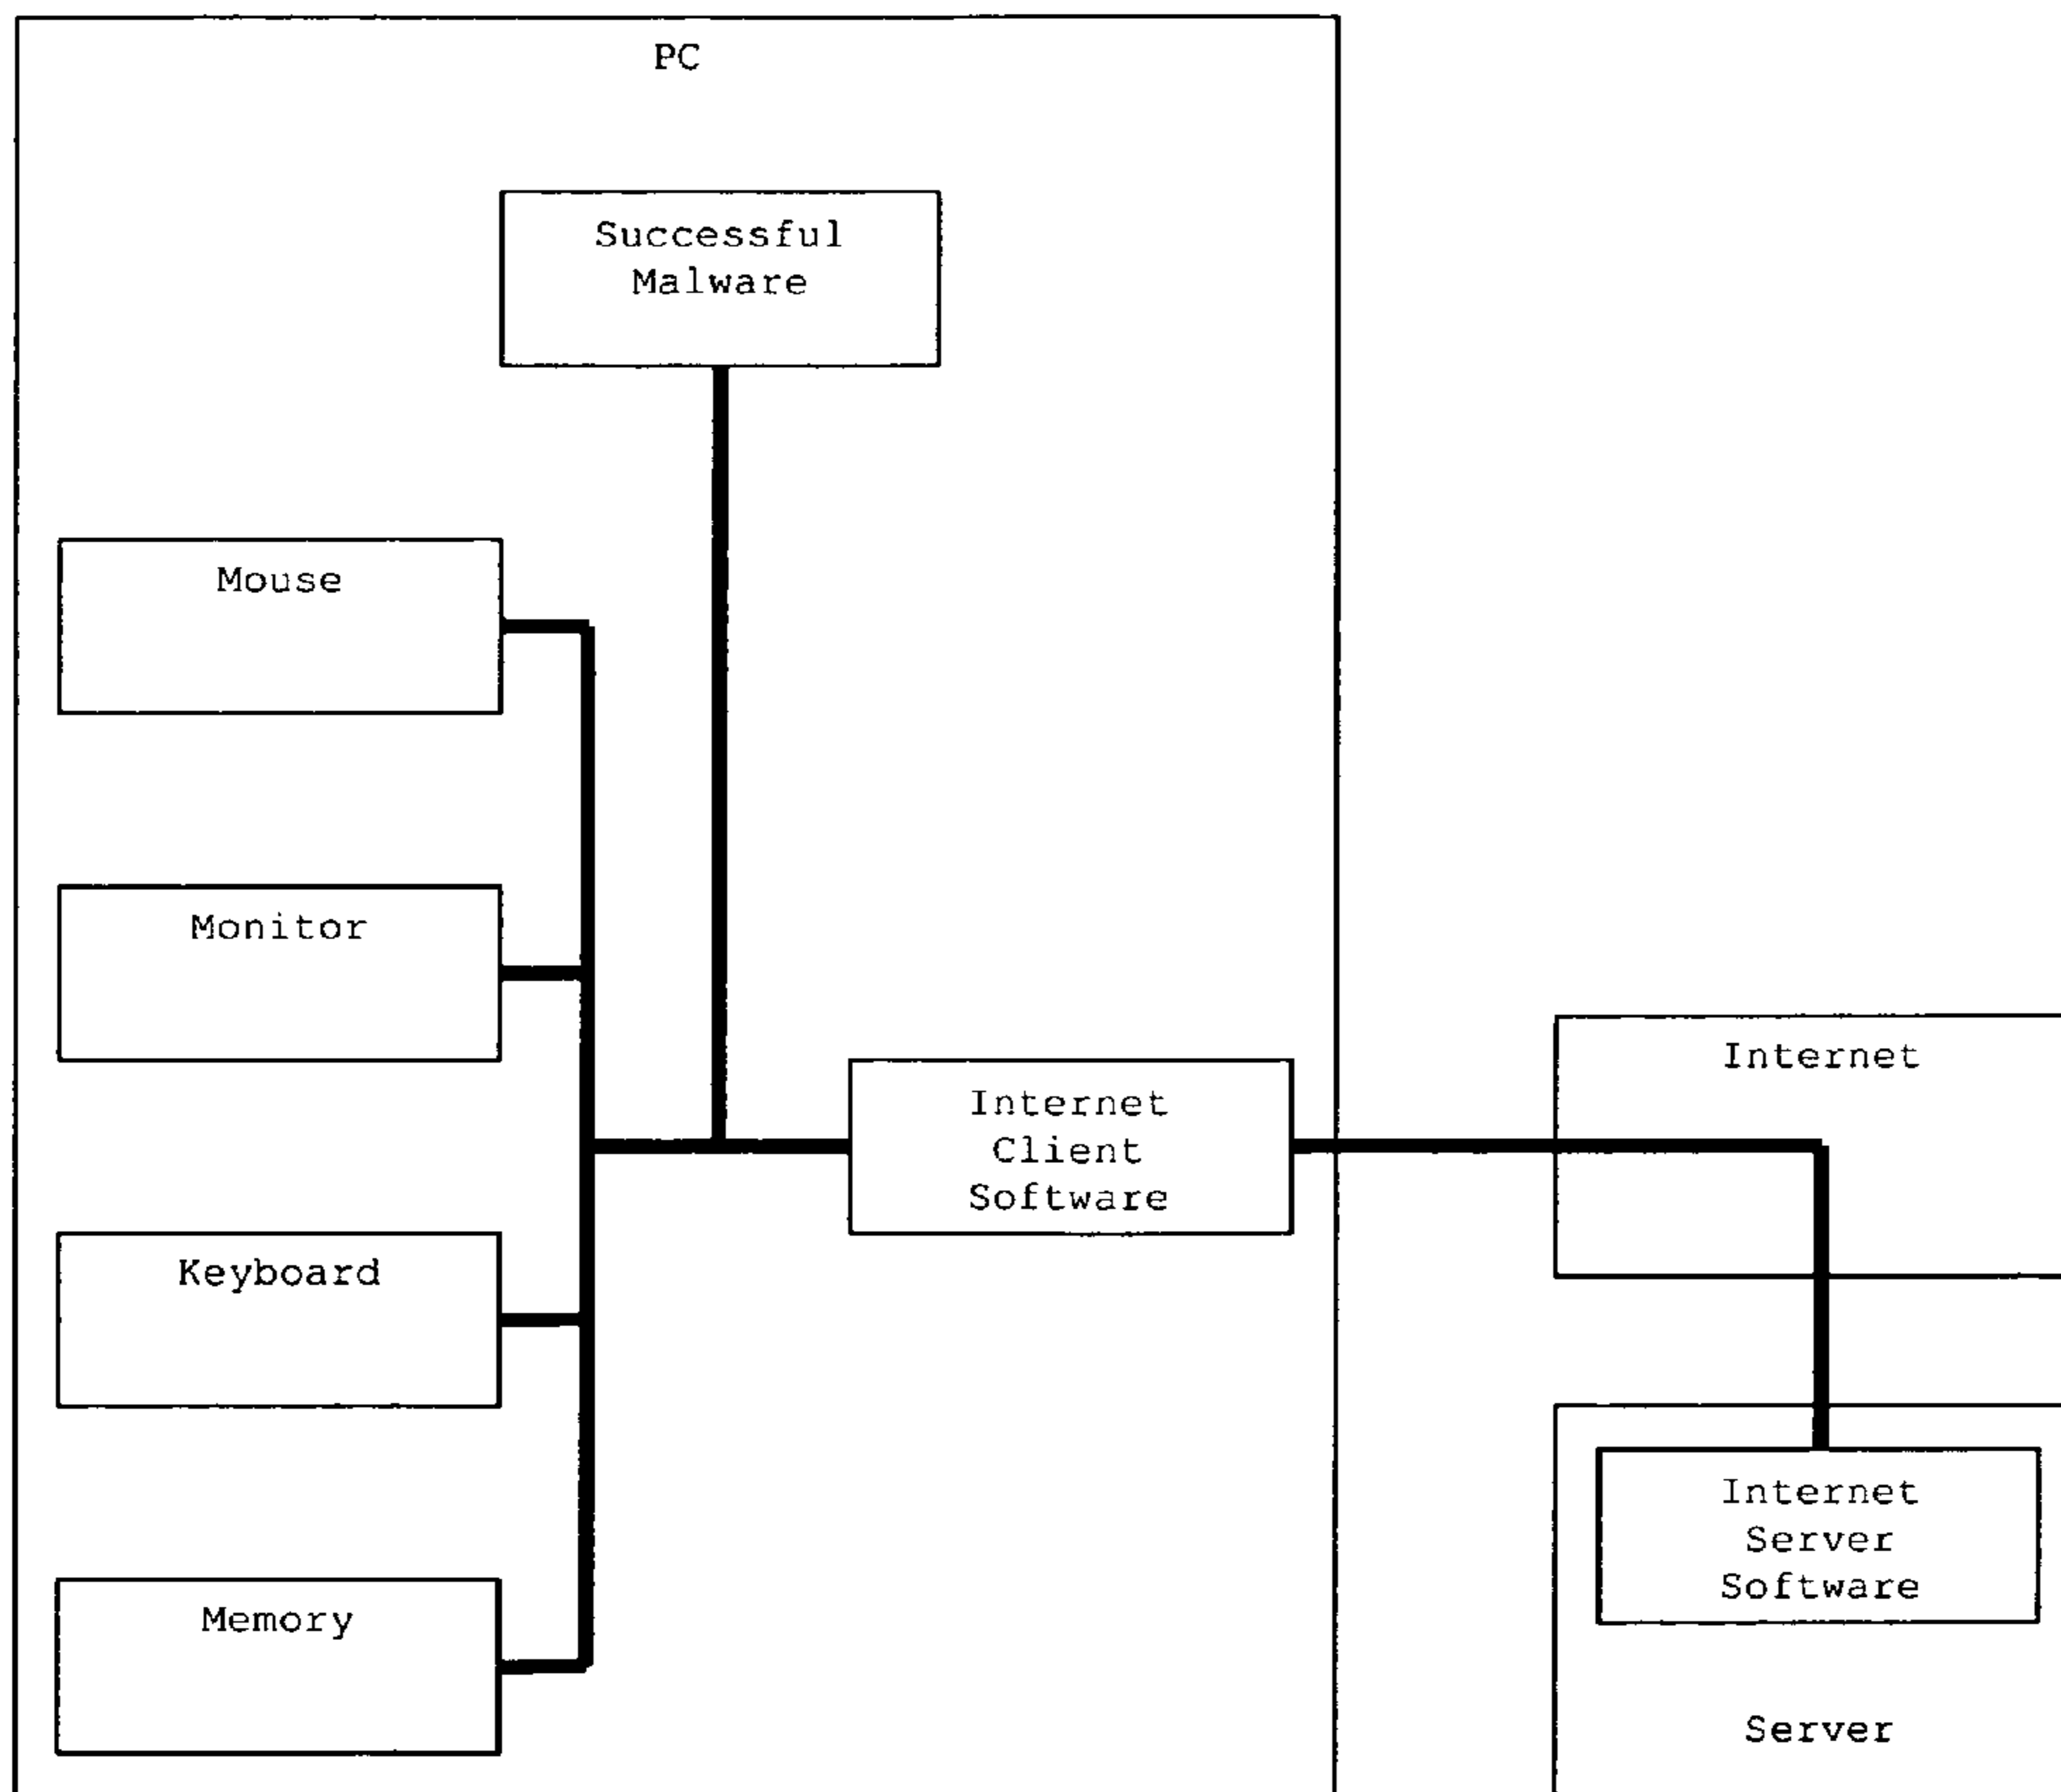 PC
Successful
Malware
Mouse
Monitor
Internet
Client
Software
Internet
Keyboard
Memory
Internet
Server
Software
Server